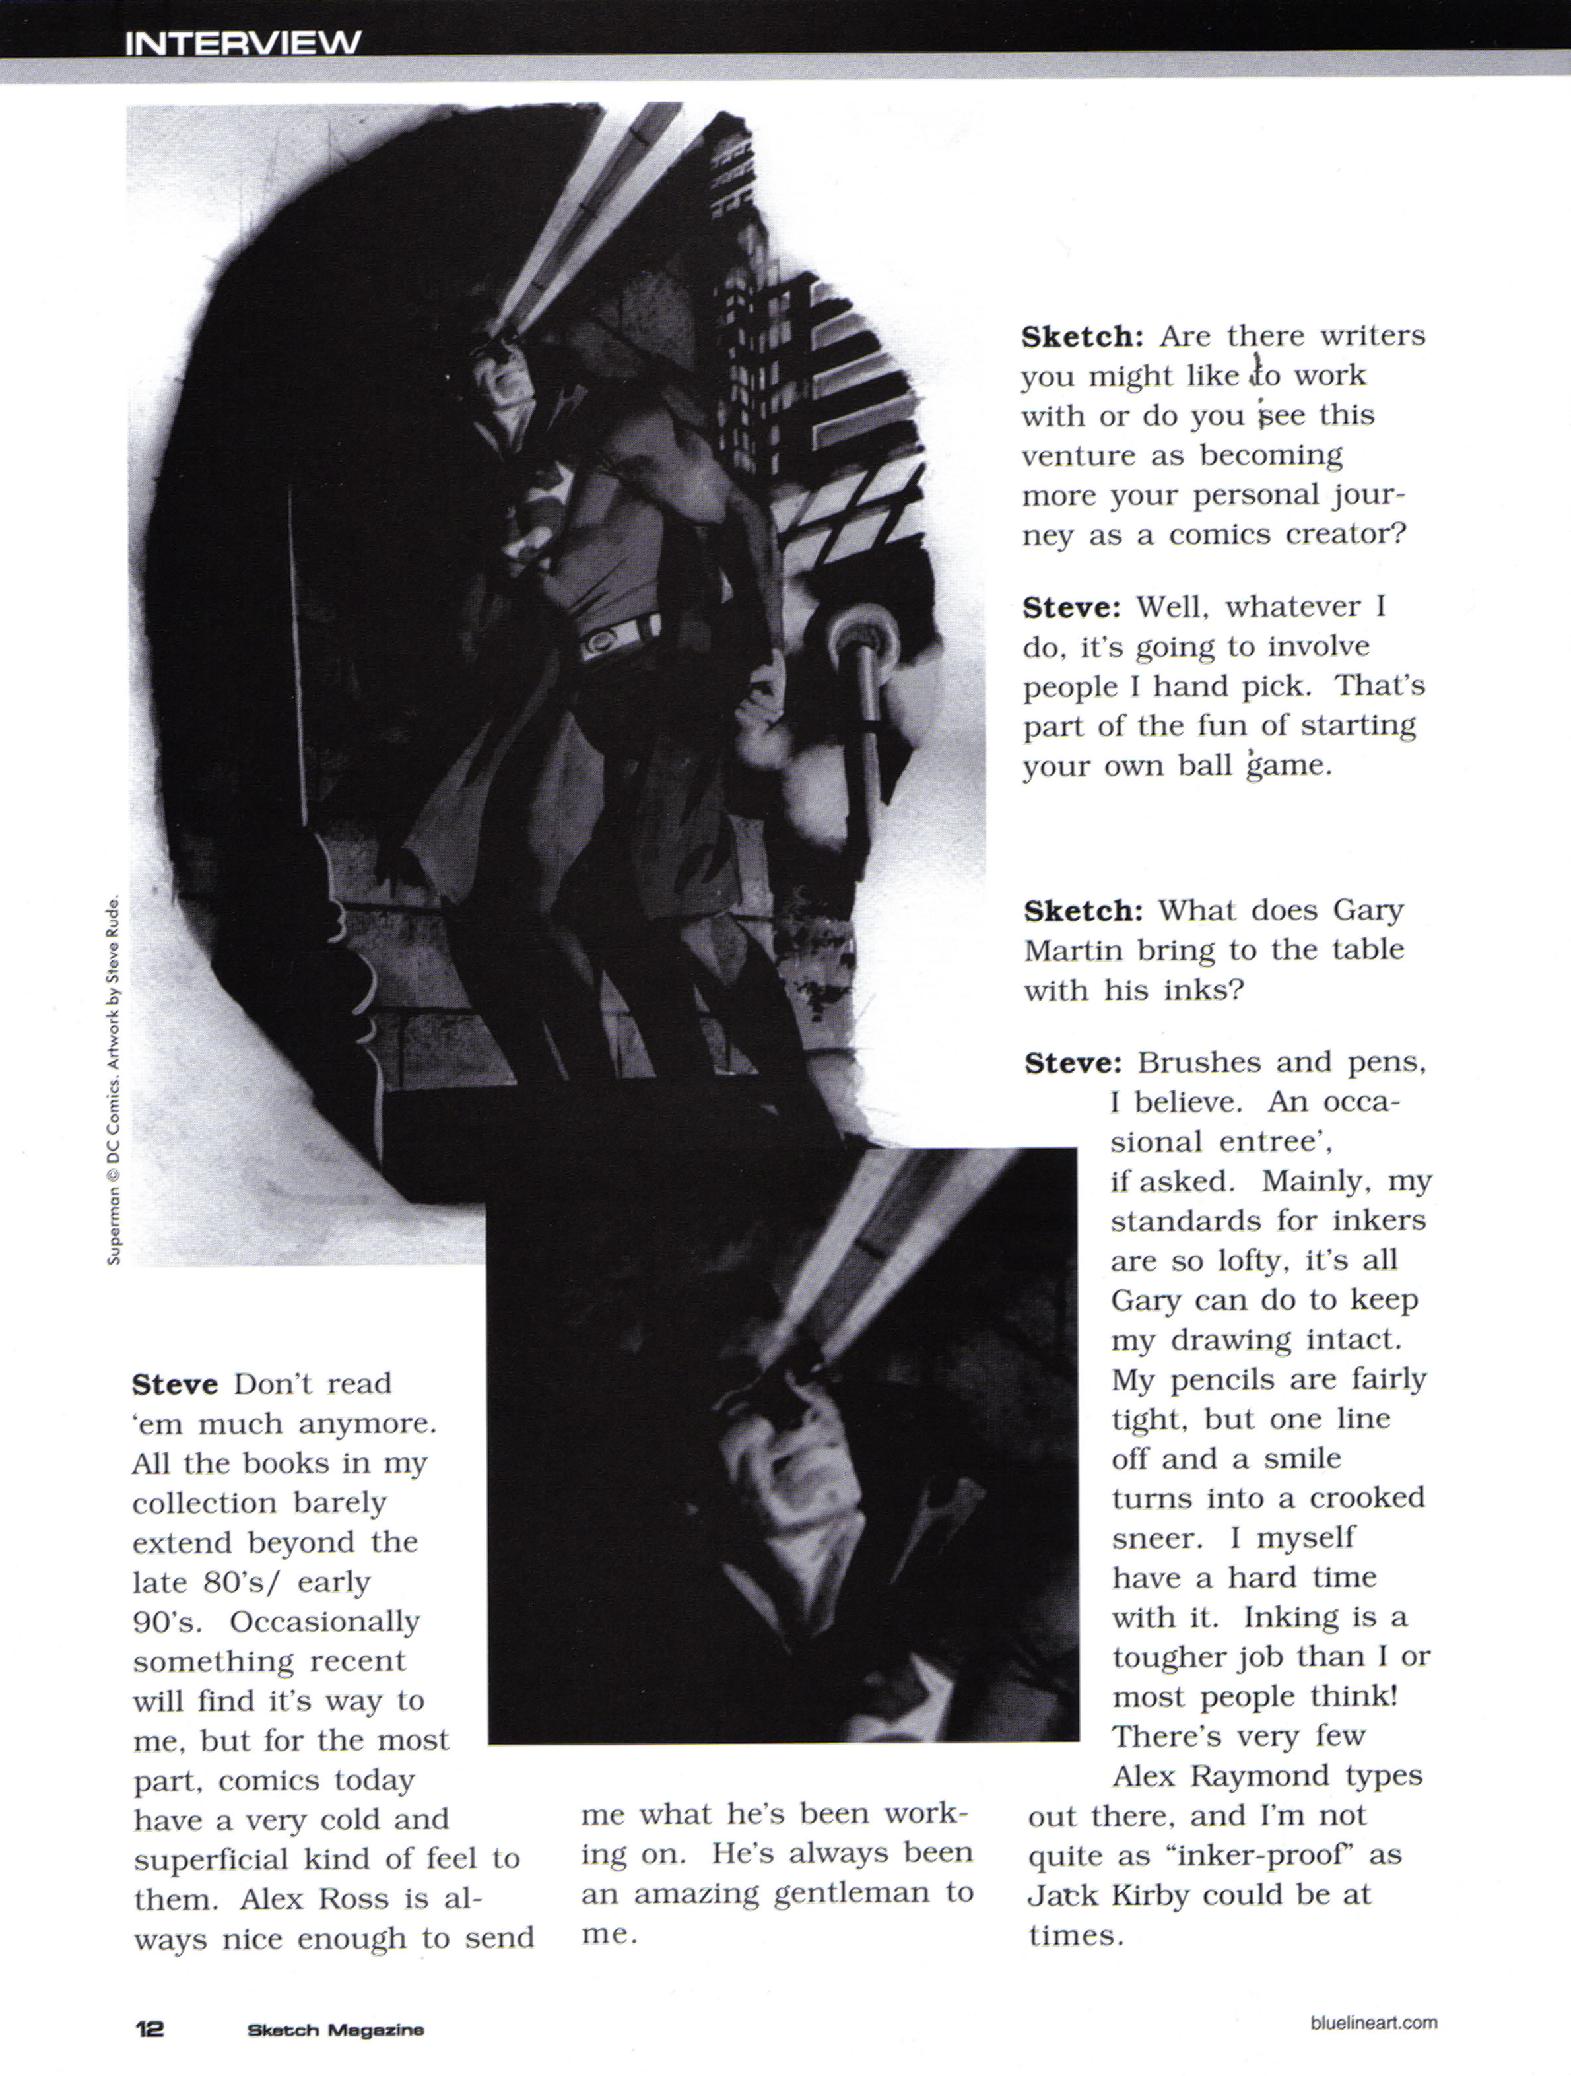 INTERVIEW
Superman © DC Comics. Artwork by Steve Rude.
Steve Don't read
'em much anymore.
All the books in my
collection barely
extend beyond the
late 80's/ early
90's. Occasionally
something recent
will find it's way to
me, but for the most
part, comics today
have a very cold and
superficial kind of feel to
them. Alex Ross is al-
ways nice enough to send
me what he's been work-
ing on. He's always been
an amazing gentleman to
me.
Sketch: Are there writers
you might like to work
with or do you see this
venture as becoming
more your personal jour-
ney as a comics creator?
Steve: Well, whatever I
do, it's going to involve
people I hand pick. That's
part of the fun of starting
your own ball game.
Sketch: What does Gary
Martin bring to the table
with his inks?
Steve: Brushes and pens,
I believe. An occa-
sional entree',
if asked. Mainly, my
standards for inkers
are so lofty, it's all
Gary can do to keep
my drawing intact.
My pencils are fairly
tight, but one line
off and a smile
turns into a crooked
sneer. I myself
have a hard time
with it. Inking is a
tougher job than I or
most people think!
There's very few
Alex Raymond types
out there, and I'm not
quite as "inker-proof" as
Jack Kirby could be at
times.
12 Sketch Magazine
bluelineart.com